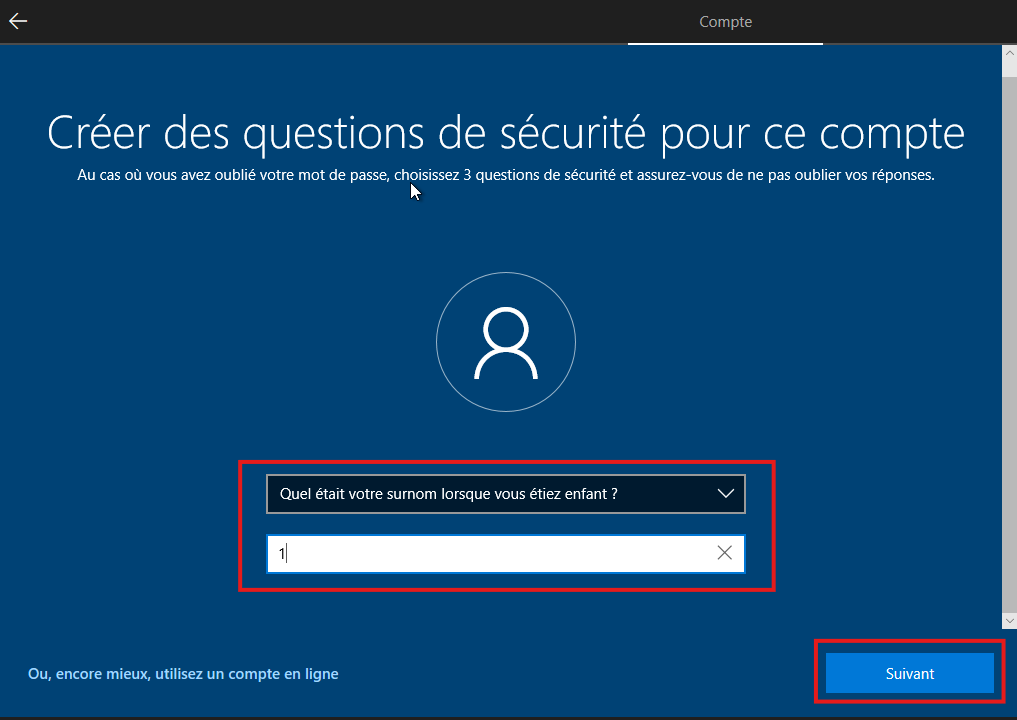 Compte
Créer des questions de sécurité pour ce compte
Au cas où vous avez oublié votre mot de passe, choisissez 3 questions de sécurité et assurez-vous de ne pas oublier vos réponses.
Quel était votre surnom lorsque vous étiez enfant ?
1
Ou, encore mieux, utilisez un compte en ligne
Suivant